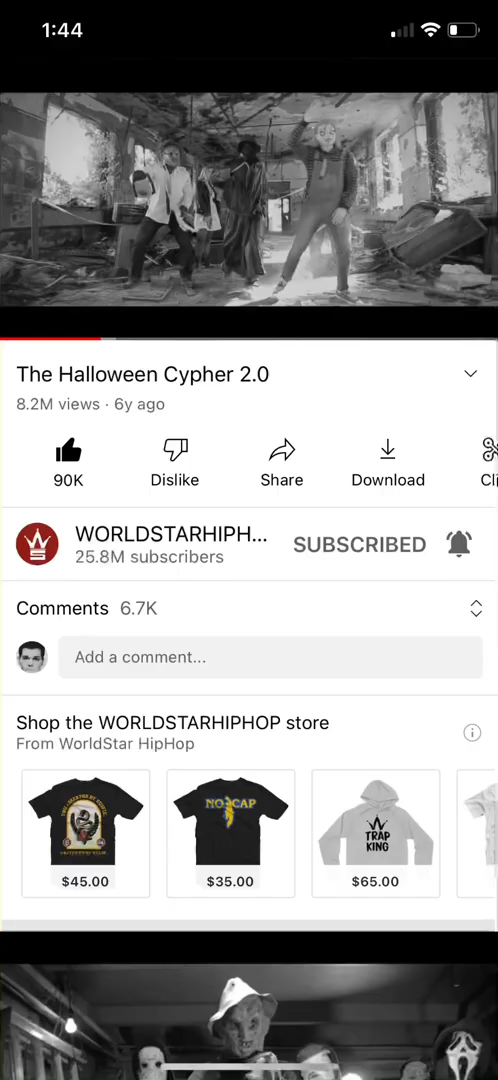 1:44
The Halloween Cypher 2.0
8.2M views · 6y ago
90K
Dislike
Share
Download
Cli
WORLDSTARHIPH...
25.8M subscribers
SUBSCRIBED
Comments 6.7K
Add a comment...
Shop the WORLDSTARHIPHOP store
From WorldStar HipHop
NO CAP
TRAP
KING
$45.00
$35.00
$65.00